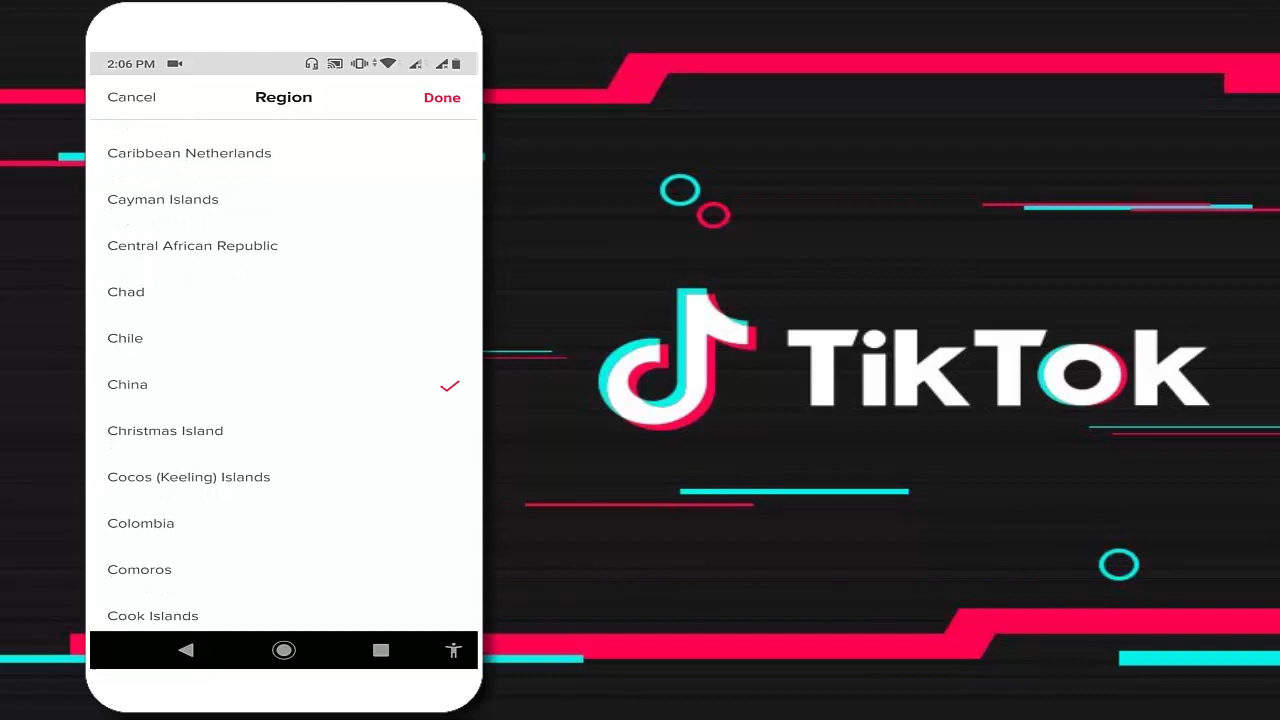 2:06 PM
Cancel
Region
Done
Caribbean Netherlands
Cayman Islands
Central African Republic
Chad
Chile
China
Christmas Island
Cocos (Keeling) Islands
Colombia
Comoros
Cook Islands
TikTok